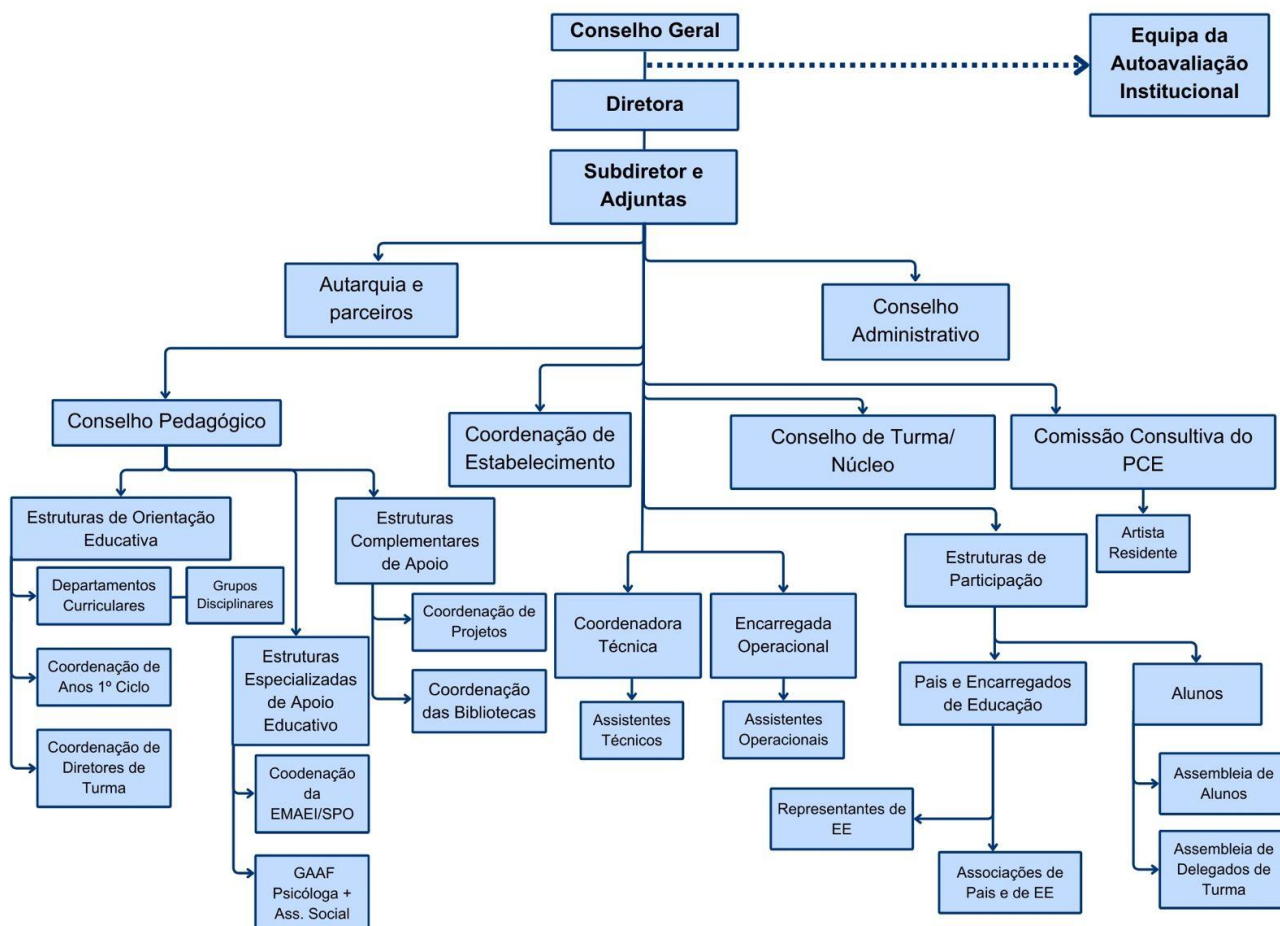 Conselho Geral
Equipa da
Autoavaliação
Institucional
Diretora
Subdiretor e
Adjuntas
Autarquia e
parceiros
Conselho
Administrativo
Conselho Pedagógico
Coordenação de
Estabelecimento
Conselho de Turma/
Núcleo
Comissão Consultiva do
PCE
Estruturas de Orientação
Educativa
Estruturas
Complementares
de Apoio
Estruturas de
Participação
Artista
Residente
Departamentos
Curriculares
Grupos
Disciplinares
Coordenação de
Projetos
Coordenadora
Técnica
Encarregada
Operacional
Coordenação de
Anos 1º Ciclo
Estruturas
Especializadas
de Apoio
Educativo
Coordenação
das Bibliotecas
Pais e Encarregados
de Educação
Alunos
Assistentes
Técnicos
Assistentes
Operacionais
Coordenação de
Diretores de
Turma
Coodenação
da
EMAEI/SPO
Representantes de
EE
Assembleia de
Alunos
GAAF
Psicóloga +
Ass. Social
Associações de
Pais e de EE
Assembleia de
Delegados de
Turma